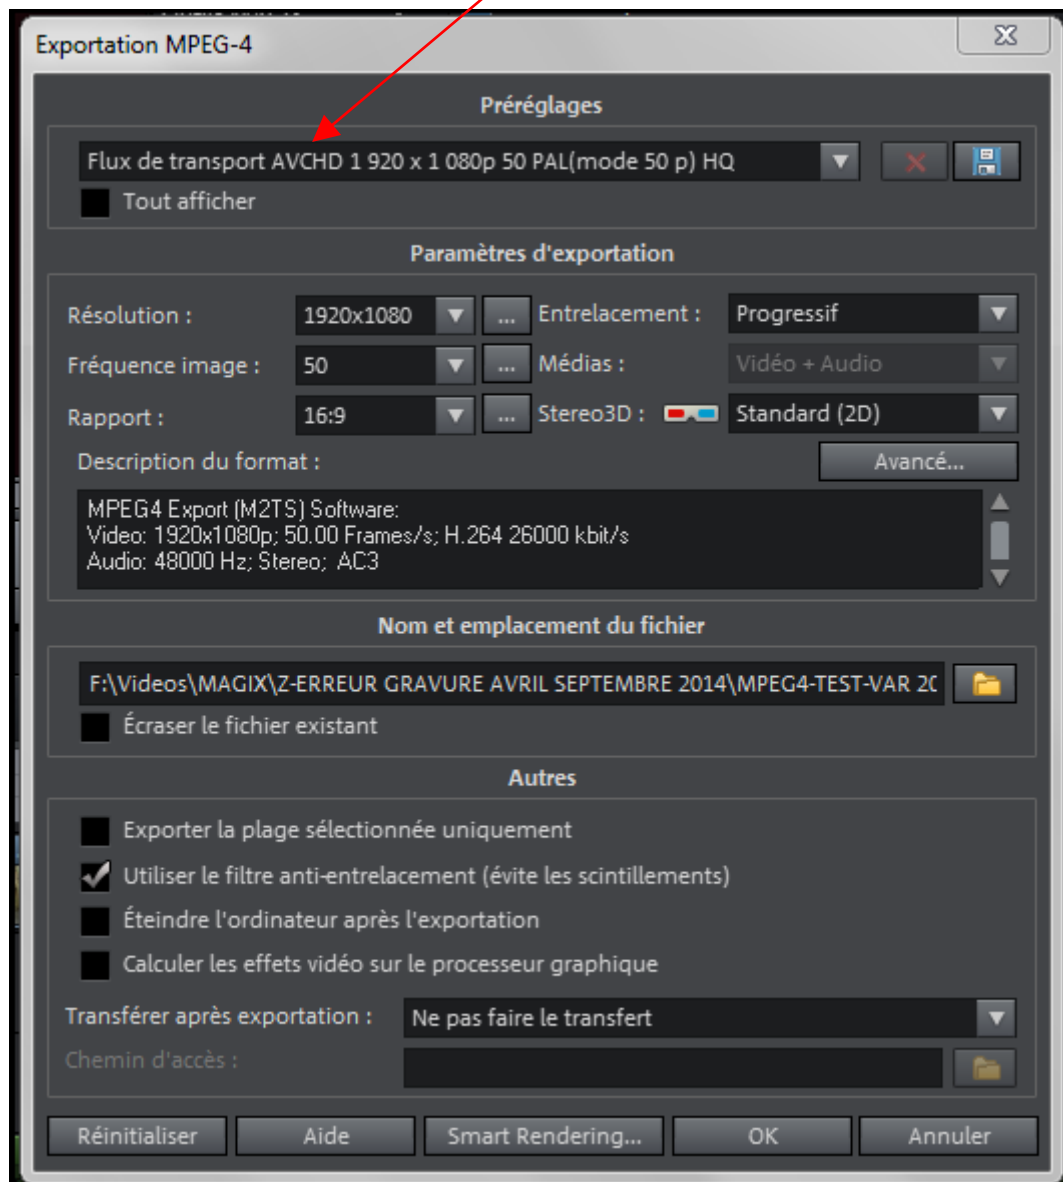 Exportation MPEG-4
Préréglages
Flux de transport AVCHD 1 920 x 1 080p 50 PAL(mode 50 p) HQ
Tout afficher
Paramètres d'exportation
Résolution : 1920x1080 ... Entrelacement : Progressif
Fréquence image : 50 ... Médias : Vidéo + Audio
Rapport : 16:9 ... Stereo3D : Standard (2D)
Description du format : Avancé...
MPEG4 Export (M2TS) Software:
Video: 1920x1080p; 50.00 Frames/s; H.264 26000 kbit/s
Audio: 48000 Hz; Stereo; AC3
Nom et emplacement du fichier
F:\Videos\MAGIX\Z-ERREUR GRAVURE AVRIL SEPTEMBRE 2014\MPEG4-TEST-VAR
Écraser le fichier existant
Autres
Exporter la plage sélectionnée uniquement
Utiliser le filtre anti-entrelacement (évite les scintillements)
Éteindre l'ordinateur après l'exportation
Calculer les effets vidéo sur le processeur graphique
Transférer après exportation : Ne pas faire le transfert
Chemin d'accès :
Réinitialiser Aide Smart Rendering... OK Annuler